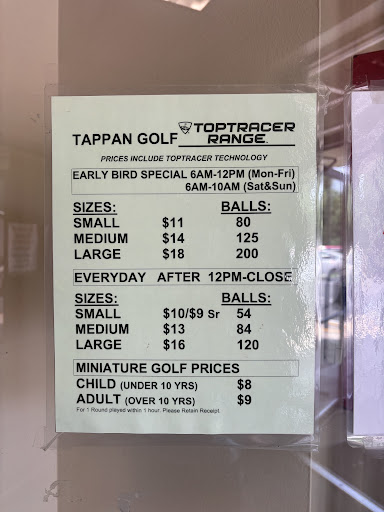 TAPPAN GOLF TOPTRACER
RANGE
PRICES INCLUDE TOPTRACER TECHNOLOGY
EARLY BIRD SPECIAL 6AM-12PM (Mon-Fri)
6AM-10AM (Sat&Sun)
SIZES: BALLS:
SMALL $11 80
MEDIUM $14 125
LARGE $18 200
EVERYDAY AFTER 12PM-CLOSE
SIZES: BALLS:
SMALL $10/$9 Sr 54
MEDIUM $13 84
LARGE $16 120
MINIATURE GOLF PRICES
CHILD (UNDER 10 YRS) $8
ADULT (OVER 10 YRS) $9
For 1 Round played within 1 hour. Please Retain Receipt.